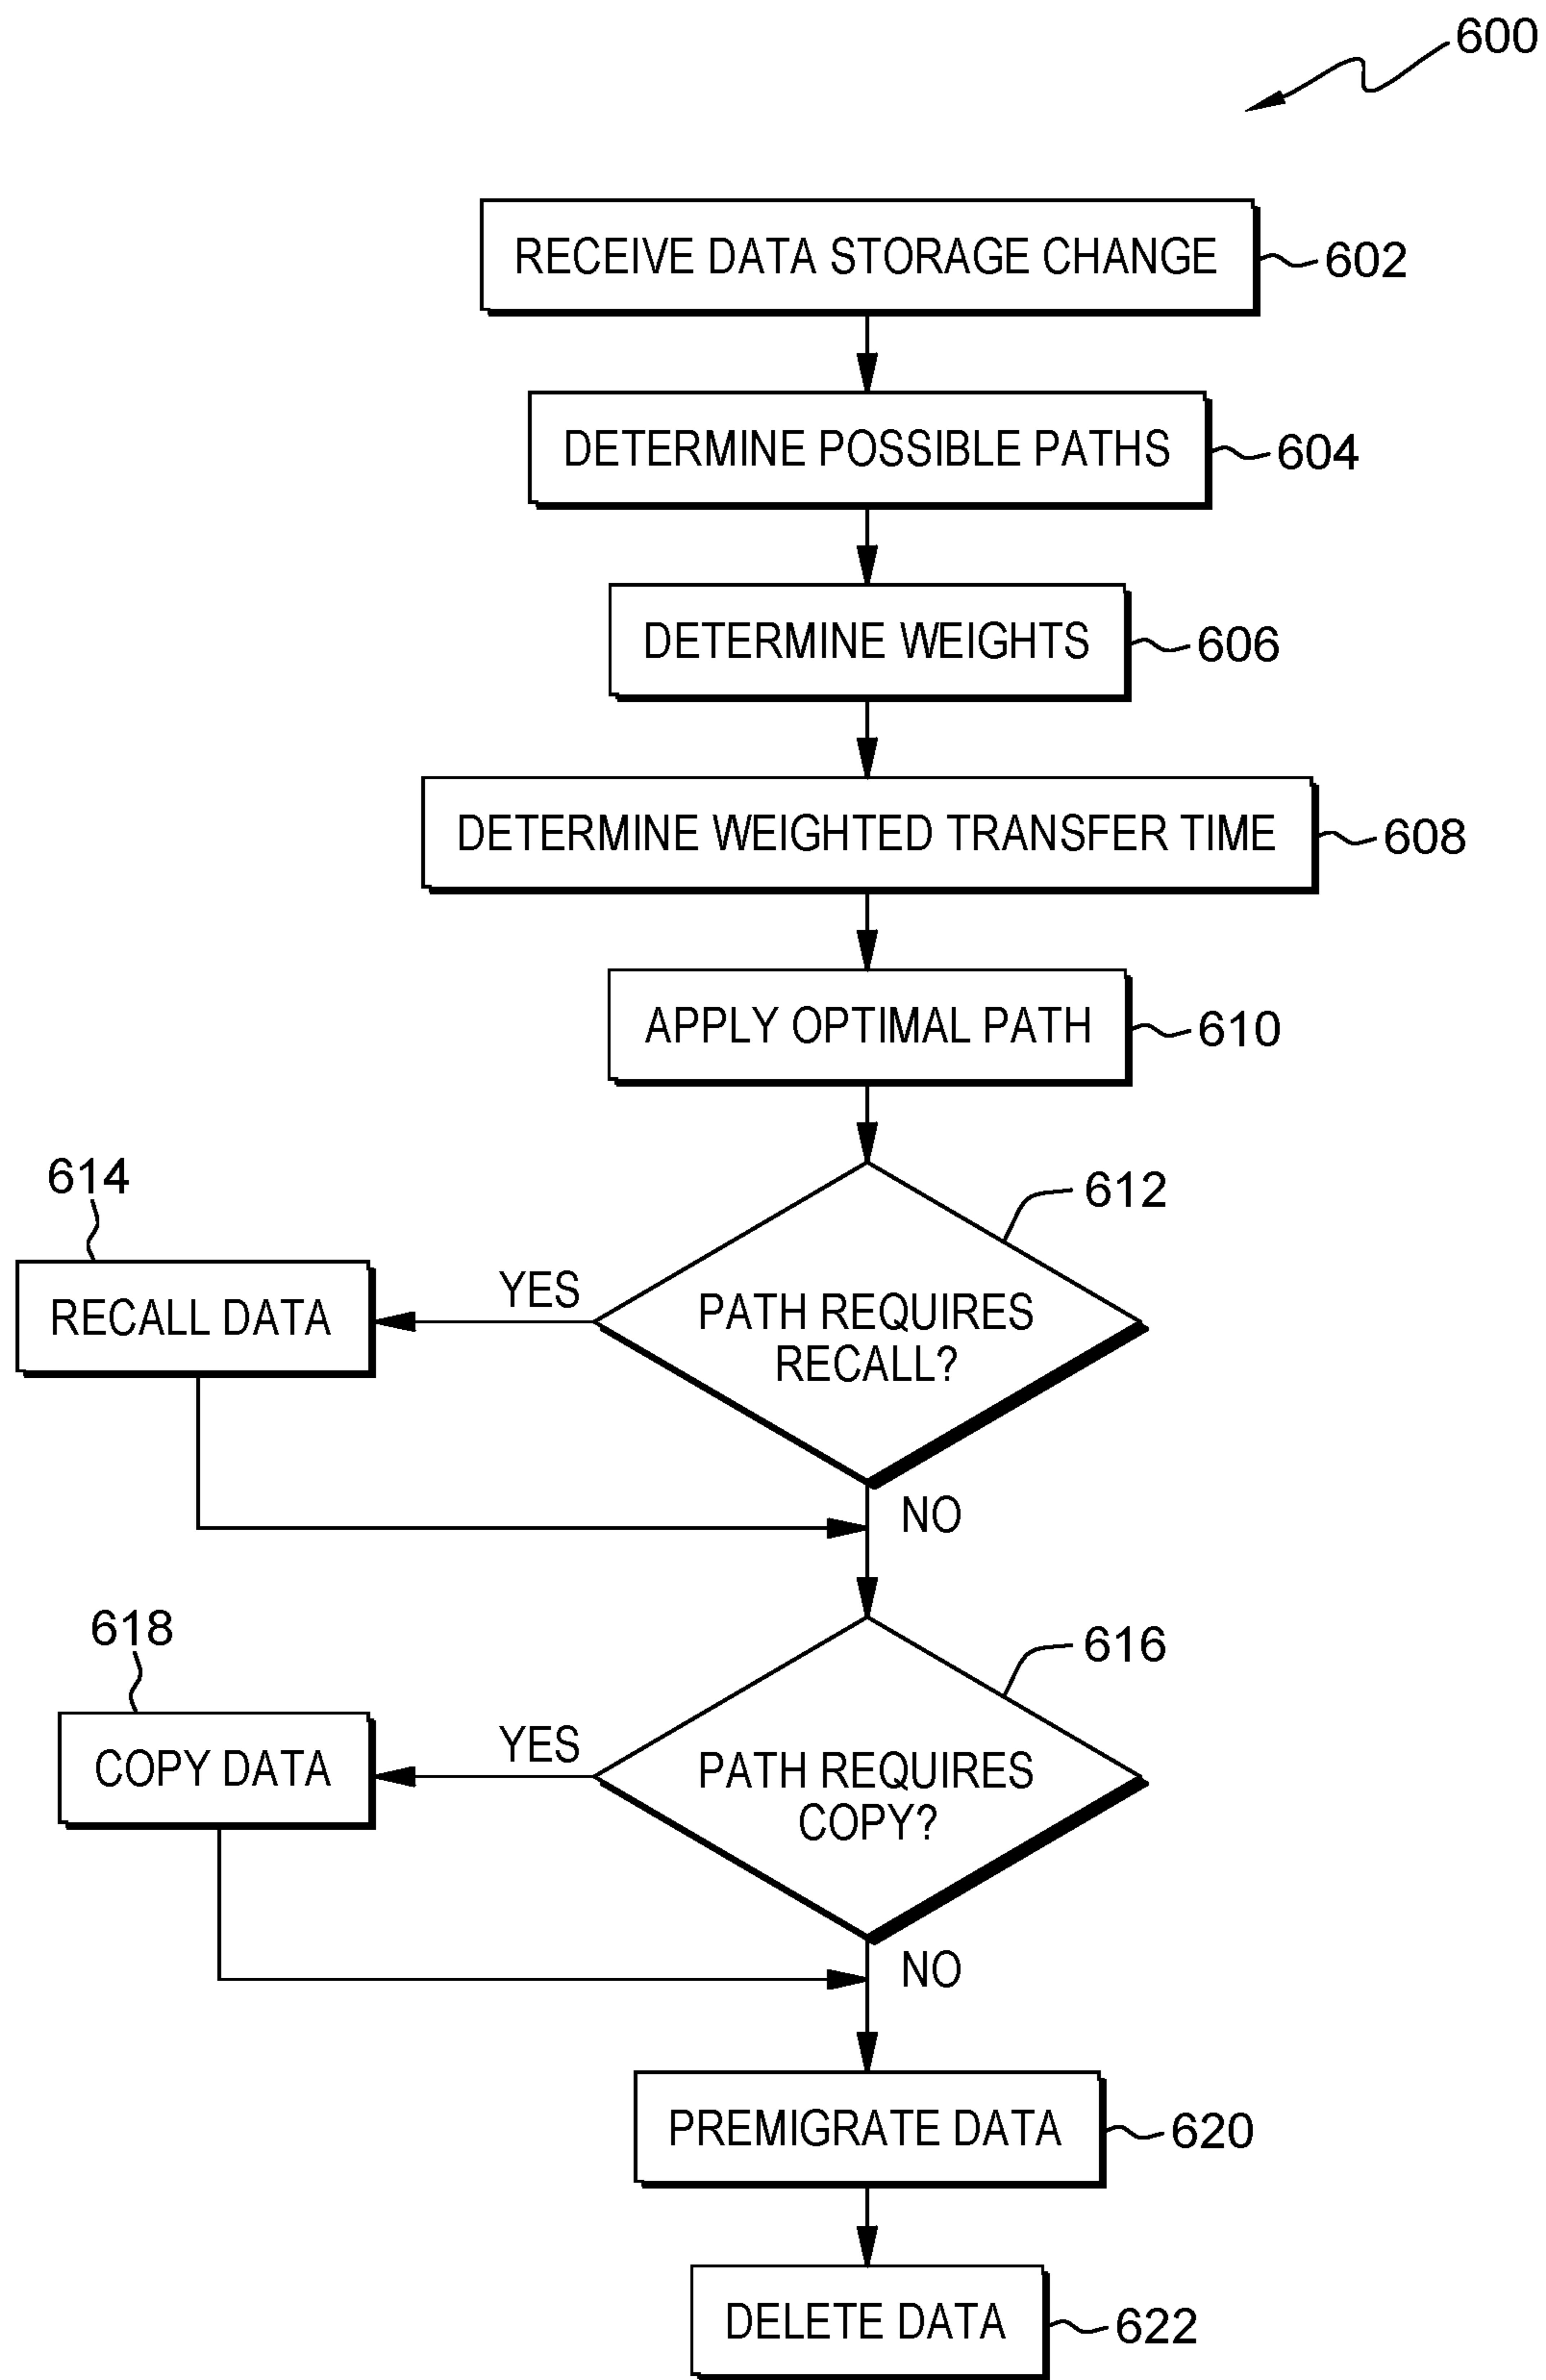 600
RECEIVE DATA STORAGE CHANGE
602
DETERMINE POSSIBLE PATHS
604
DETERMINE WEIGHTS
606
DETERMINE WEIGHTED TRANSFER TIME
608
APPLY OPTIMAL PATH
610
614
612
RECALL DATA
YES
PATH REQUIRES
RECALL?
NO
618
616
COPY DATA
YES
PATH REQUIRES
COPY?
NO
PREMIGRATE DATA
620
DELETE DATA
622